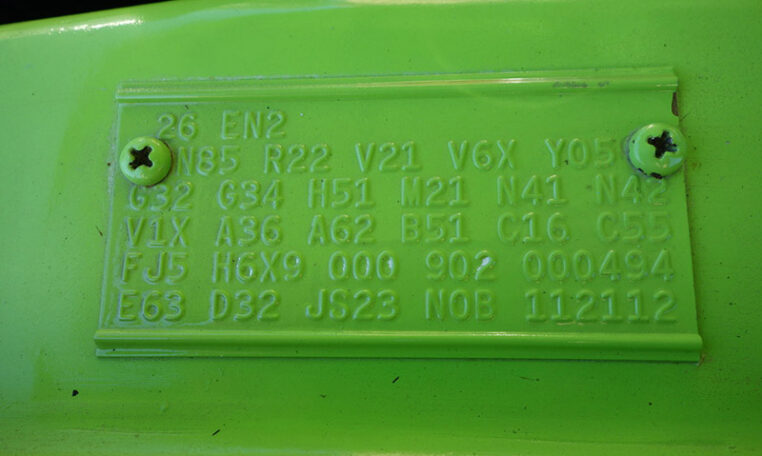 26 EN2
N85 R22 V21 V6X Y05
G32 G34 H51 M21 N41 N42
V1X A36 A62 B51 C16 C55
FJ5 H6X9 000 902 000494
E63 D32 JS23 N0B 112112